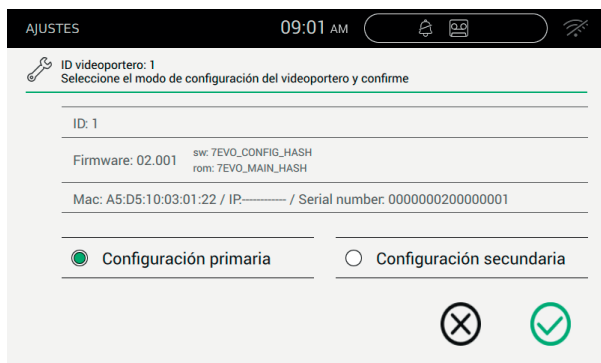 AJUSTES 09:01 AM
ID videoportero: 1
Seleccione el modo de configuración del videoportero y confirme
ID: 1
Firmware: 02.001 sw: 7EVO_CONFIG_HASH
rom: 7EVO_MAIN_HASH
Mac: A5:D5:10:03:01:22 / IP:----------- / Serial number: 0000000200000001
Configuración primaria Configuración secundaria